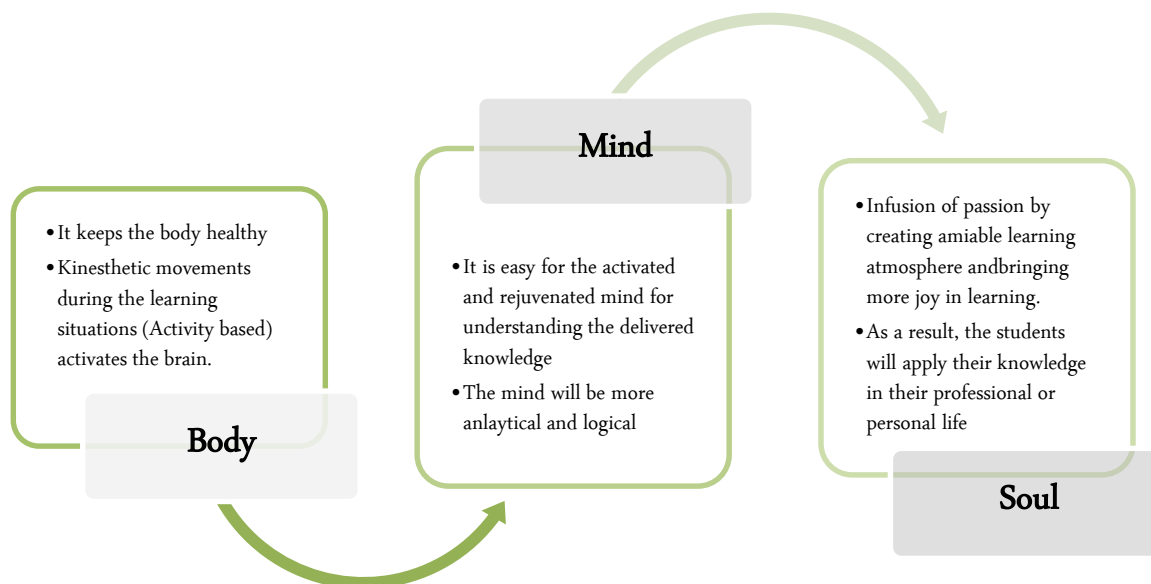 • It keeps the body healthy
• Kinesthetic movements
during the learning
situations (Activity based)
activates the brain.
Body
Mind
• It is easy for the activated
and rejuvenated mind for
understanding the delivered
knowledge
• The mind will be more
anlaytical and logical
• Infusion of passion by
creating amiable learning
atmosphere andbringing
more joy in learning.
• As a result, the students
will apply their knowledge
in their professional or
personal life
Soul